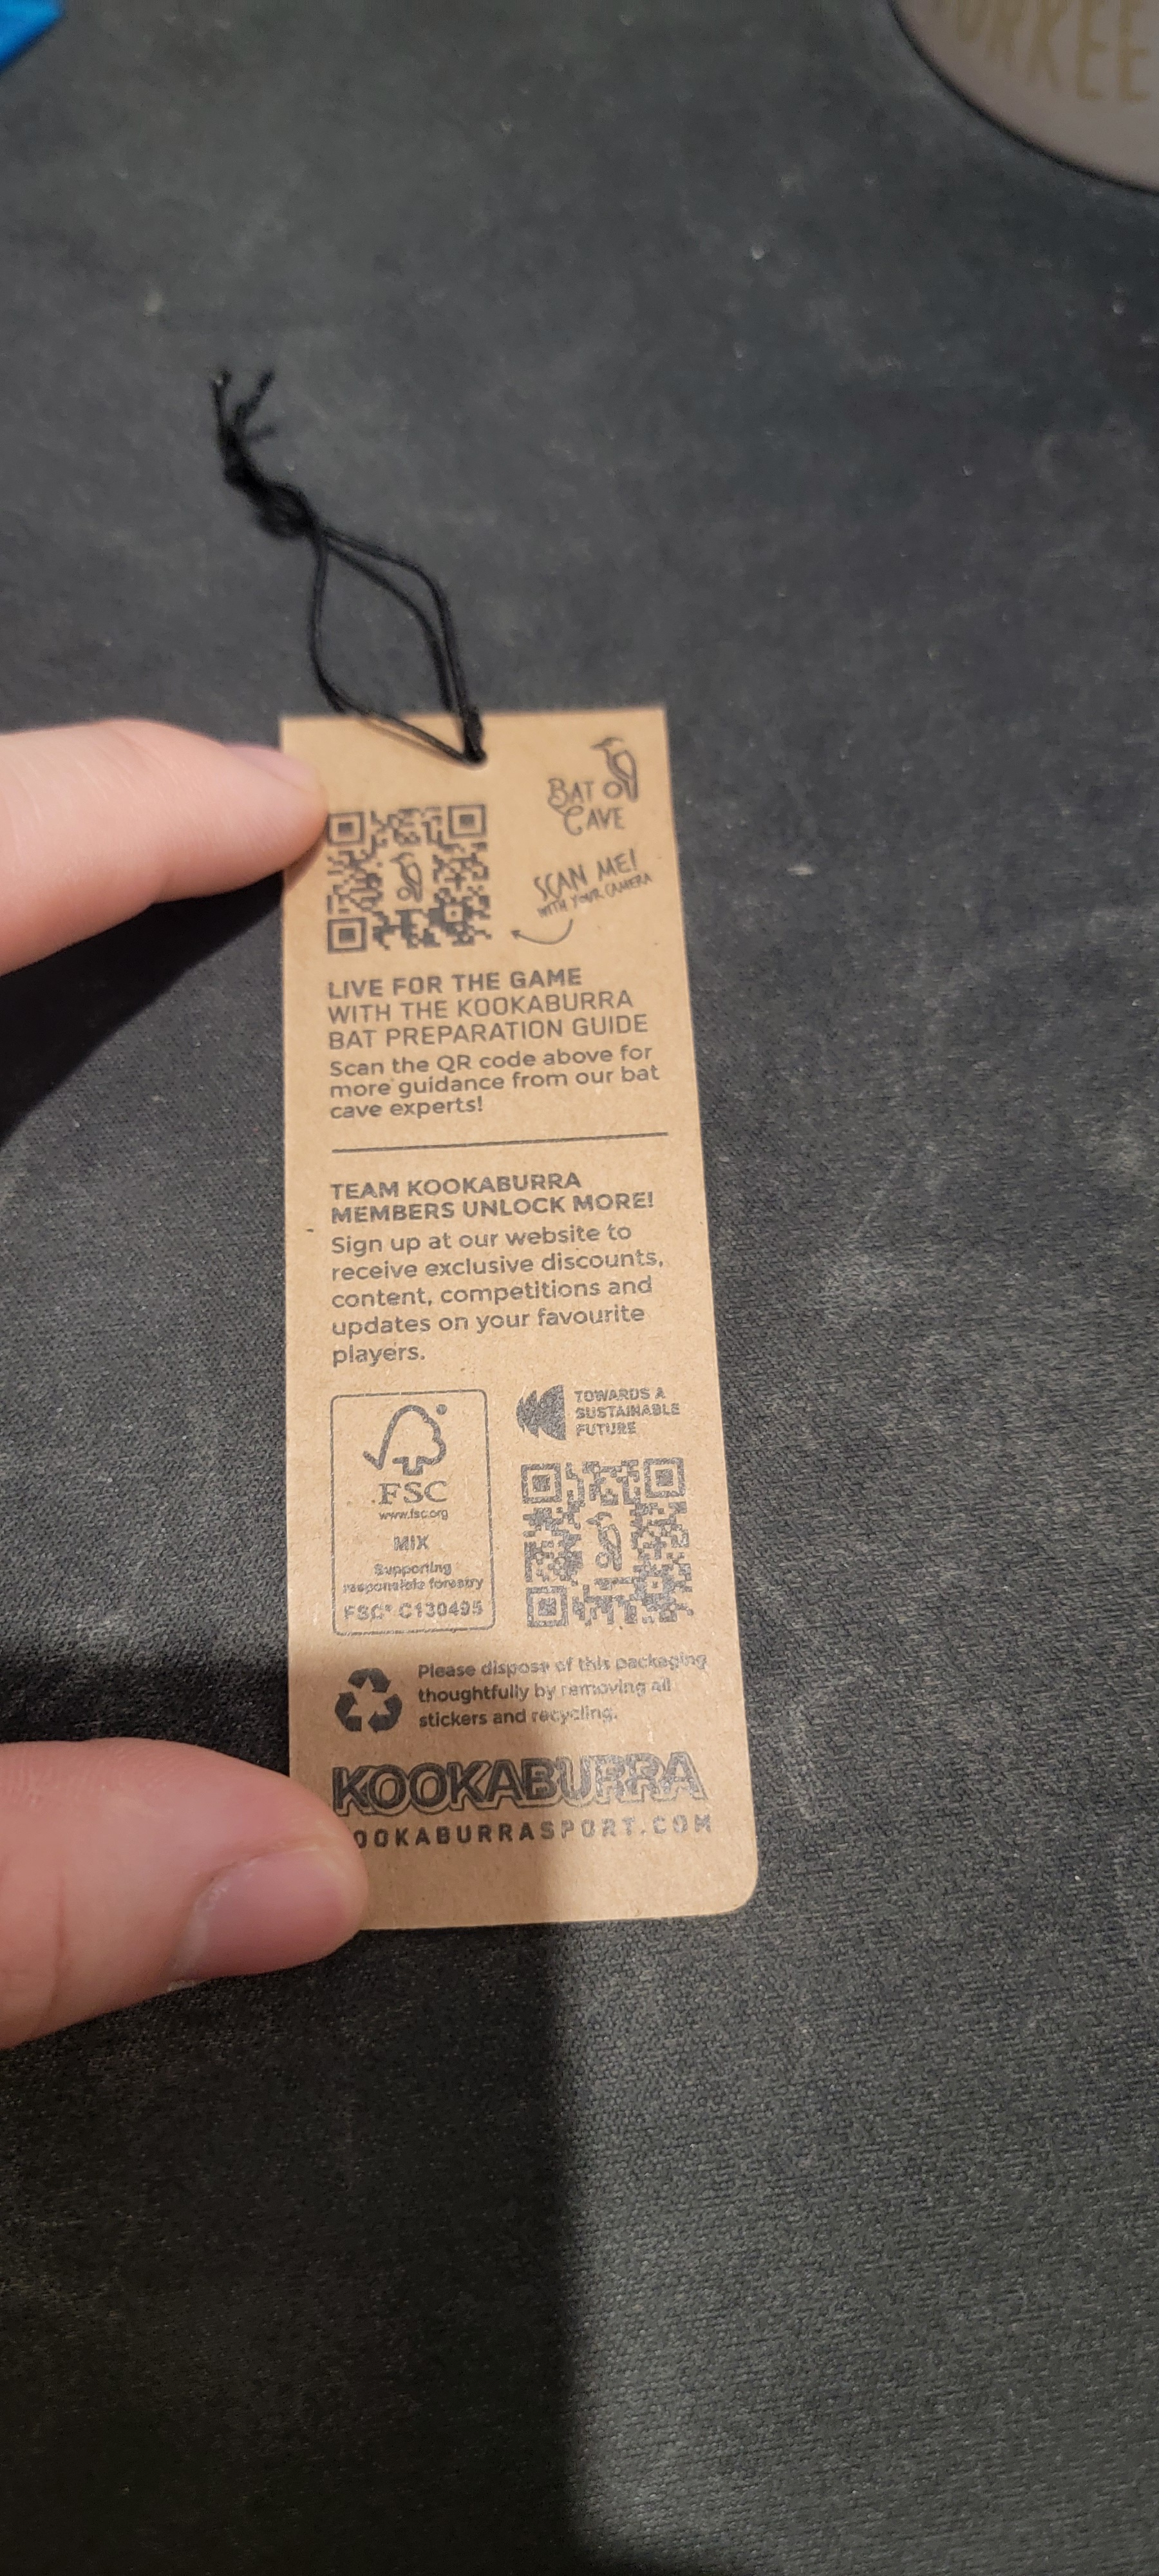 BAT
CAVE
SCAN ME!
WITH YOUR CAMERA
LIVE FOR THE GAME
WITH THE KOOKABURRA
BAT PREPARATION GUIDE
Scan the QR code above for
more guidance from our bat
cave experts!
TEAM KOOKABURRA
MEMBERS UNLOCK MORE!
Sign up at our website to
receive exclusive discounts,
content, competitions and
updates on your favourite
players.
FSC
www.fsc.org
MIX
Supporting
responsible forestry
FSC® C130495
TOWARDS A
SUSTAINABLE
FUTURE
Please dispose of this packaging
thoughtfully by removing all
stickers and recycling.
KOOKABURRA
OOKABURRASPORT.COM